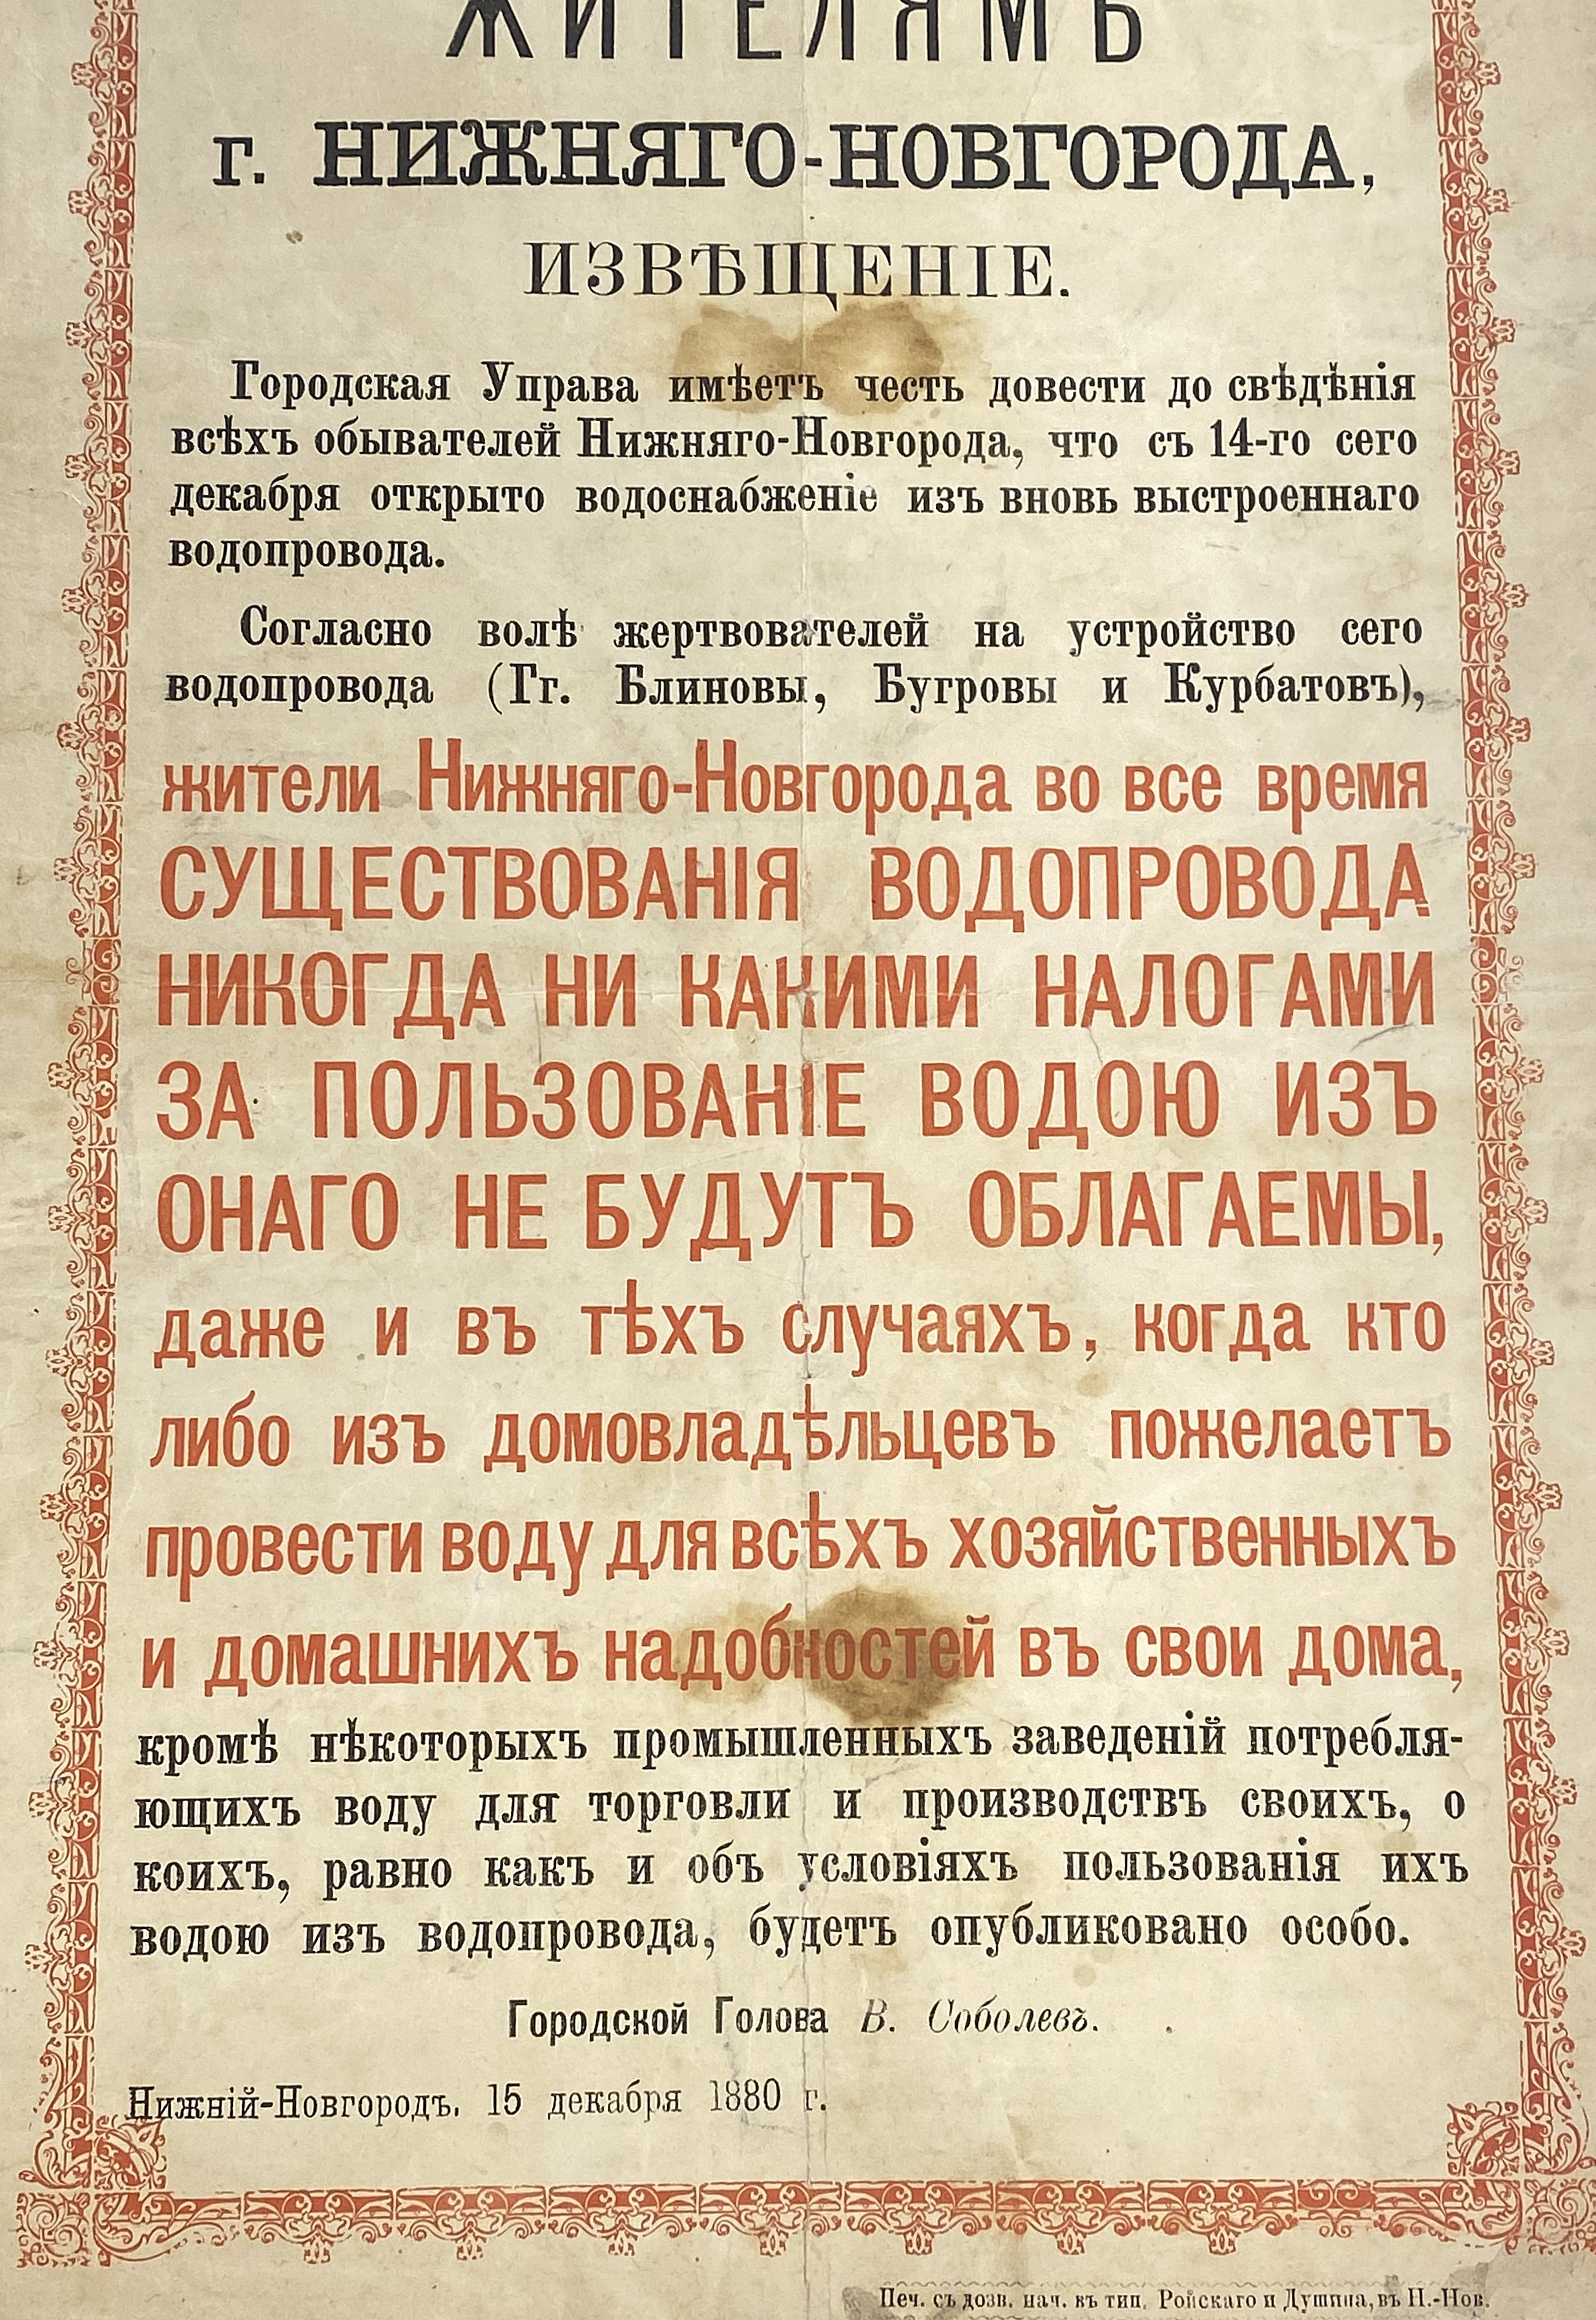 ЖИТЕЛЯМЪ
г. НИЖНЯГО-НОВГОРОДА,
ИЗВѢЩЕНІЕ.
Городская Управа имѣетъ честь довести до свѣдѣнія
всѣхъ обывателей Нижняго-Новгорода, что съ 14-го сего
декабря открыто водоснабженіе изъ вновь выстроеннаго
водопровода.
Согласно волѣ жертвователей на устройство сего
водопровода (Гг. Блиновы, Бугровы и Курбатовъ),
жители Нижняго-Новгорода во все время
СУЩЕСТВОВАНІЯ ВОДОПРОВОДА
НИКОГДА НИ КАКИМИ НАЛОГАМИ
ЗА ПОЛЬЗОВАНІЕ ВОДОЮ ИЗЪ
ОНАГО НЕ БУДУТЪ ОБЛАГАЕМЫ,
даже и въ тѣхъ случаяхъ, когда кто
либо изъ домовладѣльцевъ пожелаетъ
провести воду для всѣхъ хозяйственныхъ
и домашнихъ надобностей въ свои дома,
кромѣ нѣкоторыхъ промышленныхъ заведеній потребля-
ющихъ воду для торговли и производствъ своихъ, о
коихъ, равно какъ и объ условіяхъ пользованія ихъ
водою изъ водопровода, будетъ опубликовано особо.
Городской Голова В. Соболевъ.
Нижній-Новгородъ. 15 декабря 1880 г.
Печ. съ дозв. нач. въ тип. Ройскаго и Душина, въ Н.-Нов.